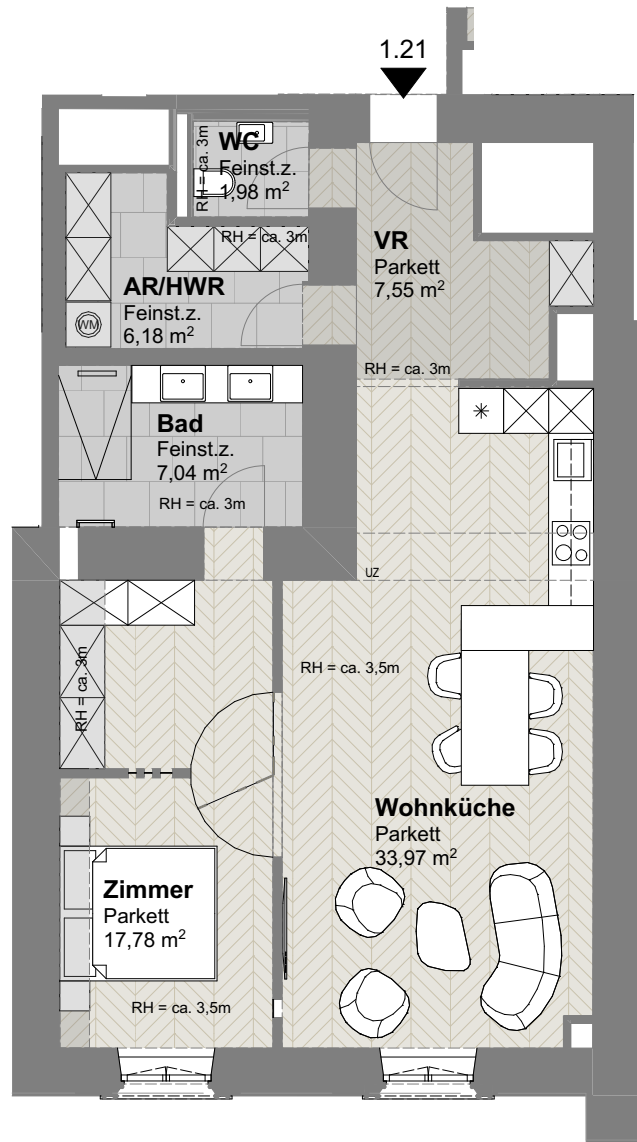 1.21
WC
Feinst.z.
1,98 m²
RH = ca. 3m
RH = ca. 3m
VR
Parkett
7,55 m²
AR/HWR
Feinst.z.
6,18 m²
WM
RH = ca. 3m
Bad
Feinst.z.
7,04 m²
RH = ca. 3m
UZ
RH = ca. 3,5m
RH = ca. 3m
Wohnküche
Parkett
33,97 m²
Zimmer
Parkett
17,78 m²
RH = ca. 3,5m